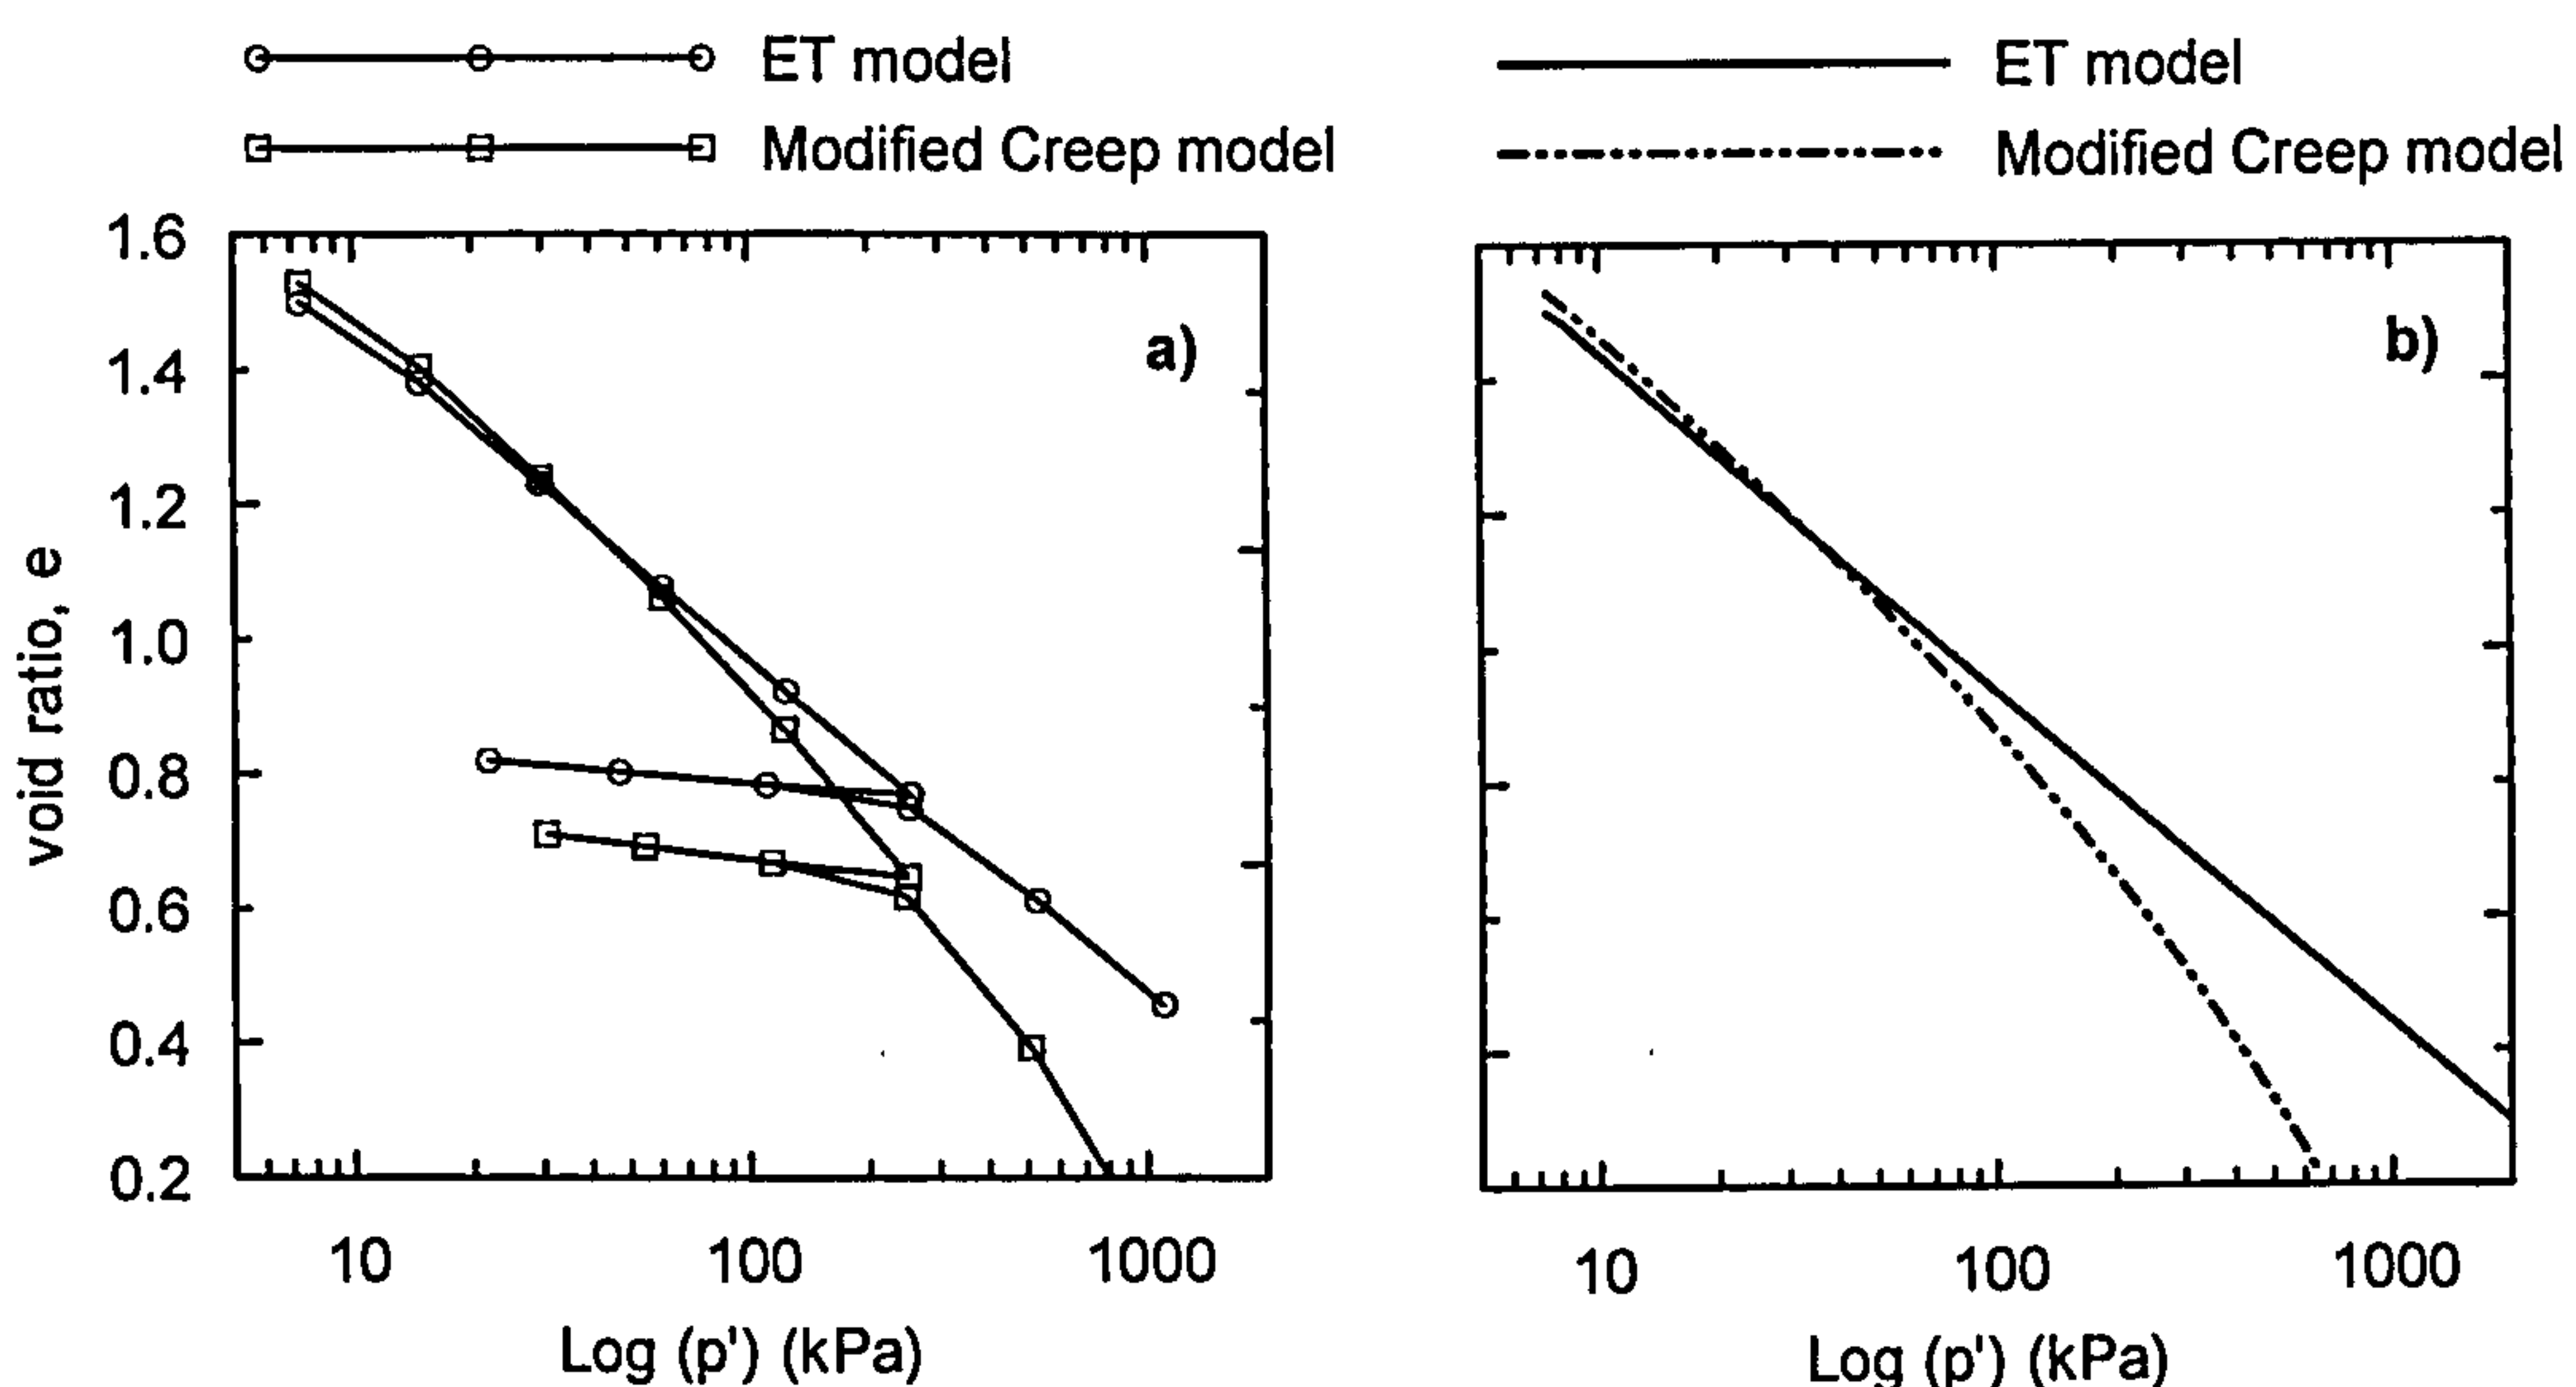 ET model
Modified Creep model
ET model
Modified Creep model
1.6
1.4
1.2
1.0
0.8
0.6
0.4
0.2
void ratio, e
a)
10 100 1000
Log (p') (kPa)
b)
10 100 1000
Log (p') (kPa)